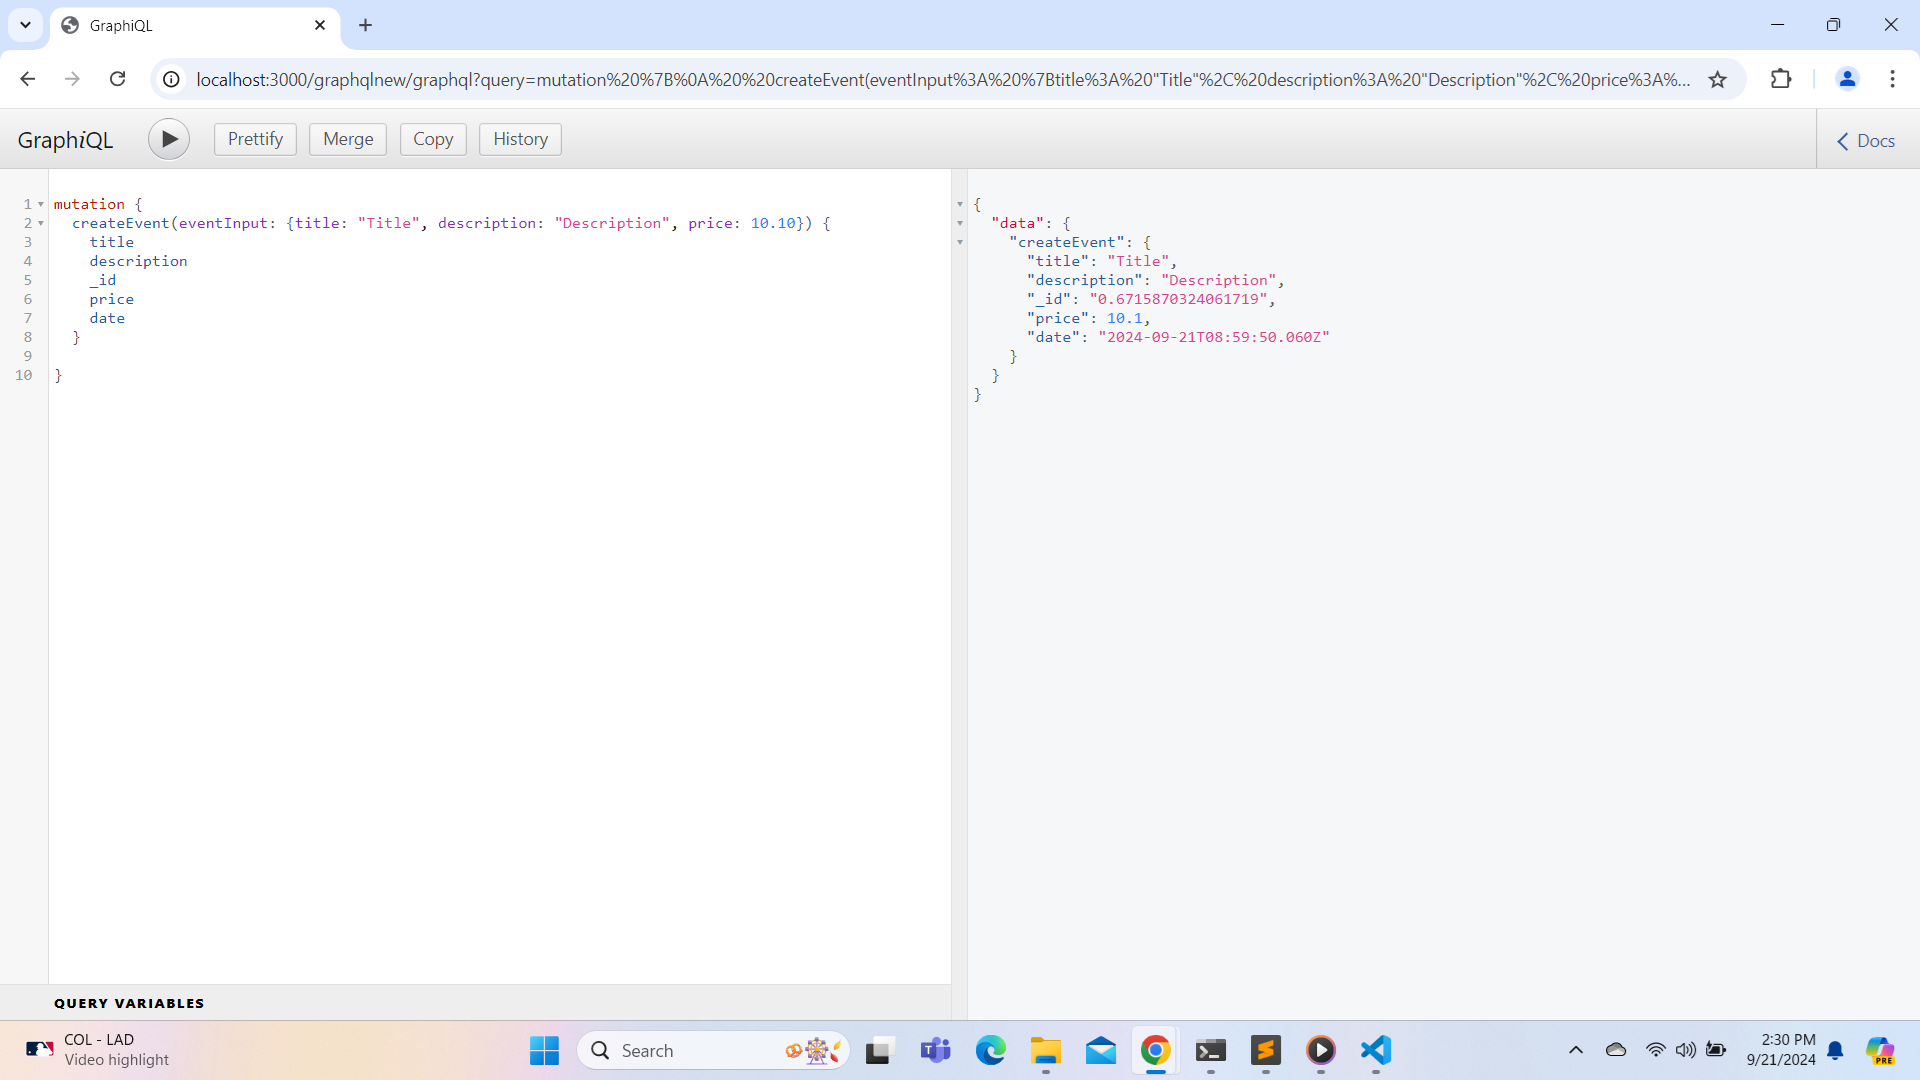 GraphiQL
localhost:3000/graphqlnew/graphql?query=mutation%20%7B%0A%20%20createEvent(eventInput%3A%20%7Btitle%3A%20"Title"%2C%20description%3A%20"Description"%2C%20price%3A%...
GraphiQL
Prettify
Merge
Copy
History
Docs
1 mutation {
2 createEvent(eventInput: {title: "Title", description: "Description", price: 10.10}) {
3 title
4 description
5 _id
6 price
7 date
8 }
9
10 }
{
"data": {
"createEvent": {
"title": "Title",
"description": "Description",
"_id": "0.6715870324061719",
"price": 10.1,
"date": "2024-09-21T08:59:50.060Z"
}
}
}
QUERY VARIABLES
COL - LAD
Video highlight
Search
2:30 PM
9/21/2024
PRE